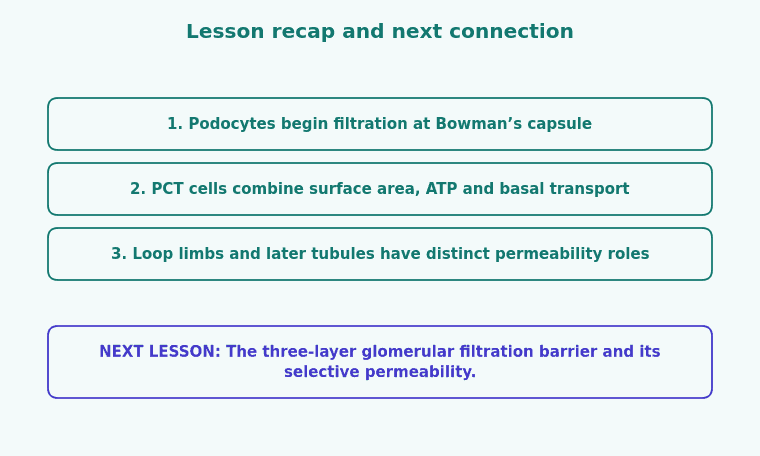 Lesson recap and next connection
1. Podocytes begin filtration at Bowman’s capsule
2. PCT cells combine surface area, ATP and basal transport
3. Loop limbs and later tubules have distinct permeability roles
NEXT LESSON: The three-layer glomerular filtration barrier and its
selective permeability.